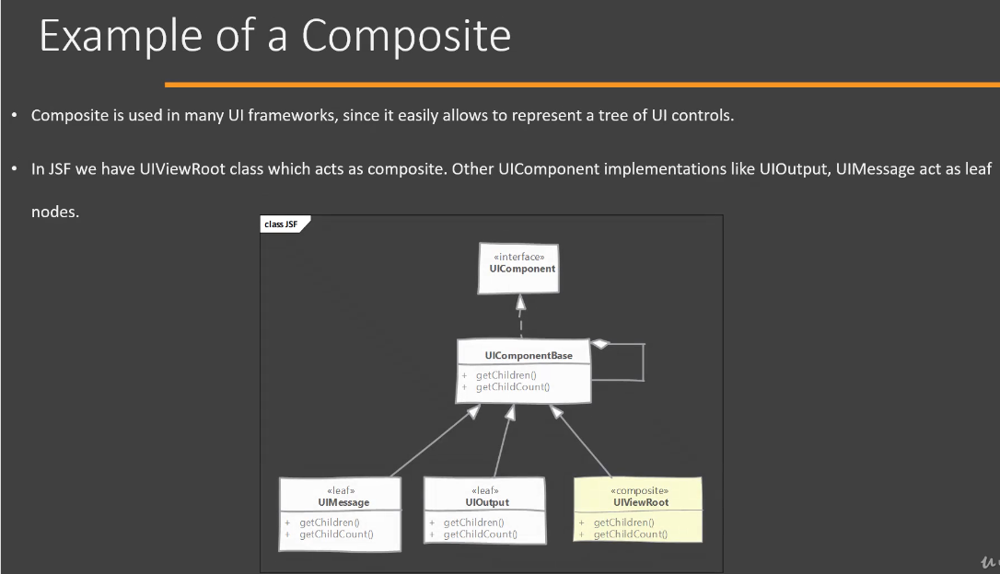 Example of a Composite
• Composite is used in many UI frameworks, since it easily allows to represent a tree of UI controls.
• In JSF we have UIViewRoot class which acts as composite. Other UIComponent implementations like UIOutput, UIMessage act as leaf
nodes.
class JSF
«interface»
UIComponent
UIComponentBase
+ getChildren()
+ getChildCount()
«leaf»
UIMessage
+ getChildren()
+ getChildCount()
«leaf»
UIOutput
+ getChildren()
+ getChildCount()
«composite»
UIViewRoot
+ getChildren()
+ getChildCount()